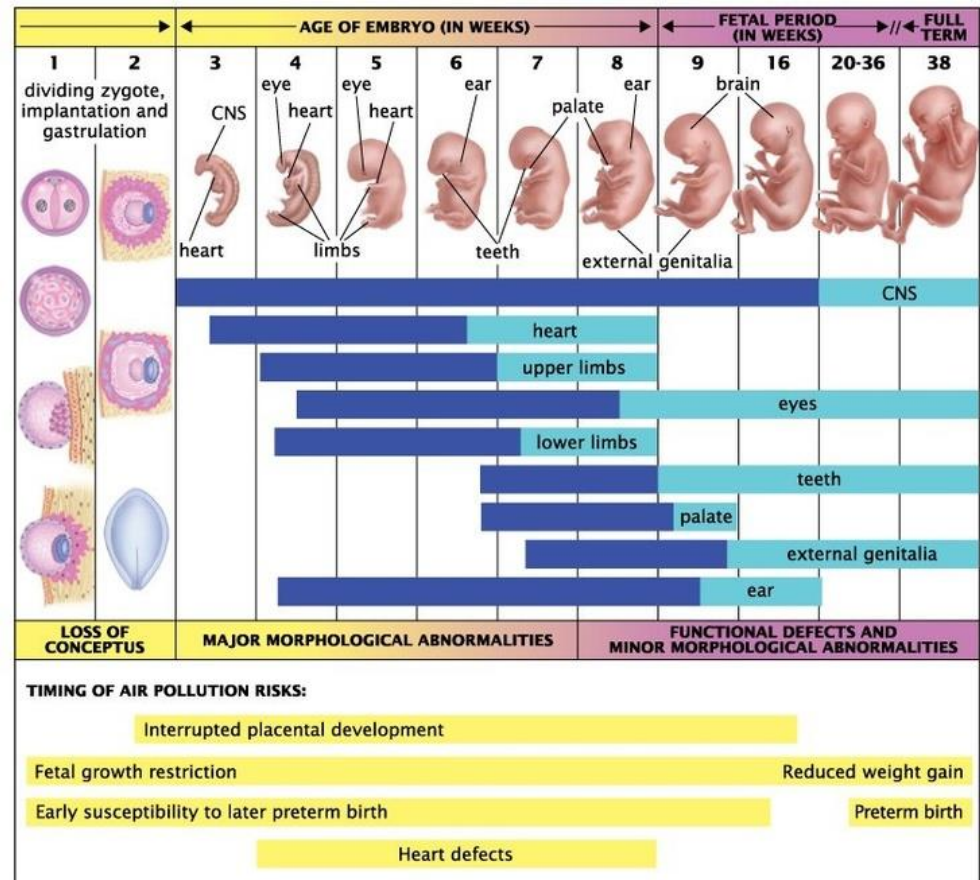 AGE OF EMBRYO (IN WEEKS)
FETAL PERIOD
(IN WEEKS)
//
FULL
TERM
1
2
3
4
5
6
7
8
9
16
20-36
38
dividing zygote,
implantation and
gastrulation
CNS
heart
eye
heart
eye
heart
limbs
ear
palate
teeth
ear
external genitalia
brain
CNS
heart
upper limbs
eyes
lower limbs
teeth
palate
external genitalia
ear
LOSS OF
CONCEPTUS
MAJOR MORPHOLOGICAL ABNORMALITIES
FUNCTIONAL DEFECTS AND
MINOR MORPHOLOGICAL ABNORMALITIES
TIMING OF AIR POLLUTION RISKS:
Interrupted placental development
Fetal growth restriction
Reduced weight gain
Early susceptibility to later preterm birth
Preterm birth
Heart defects